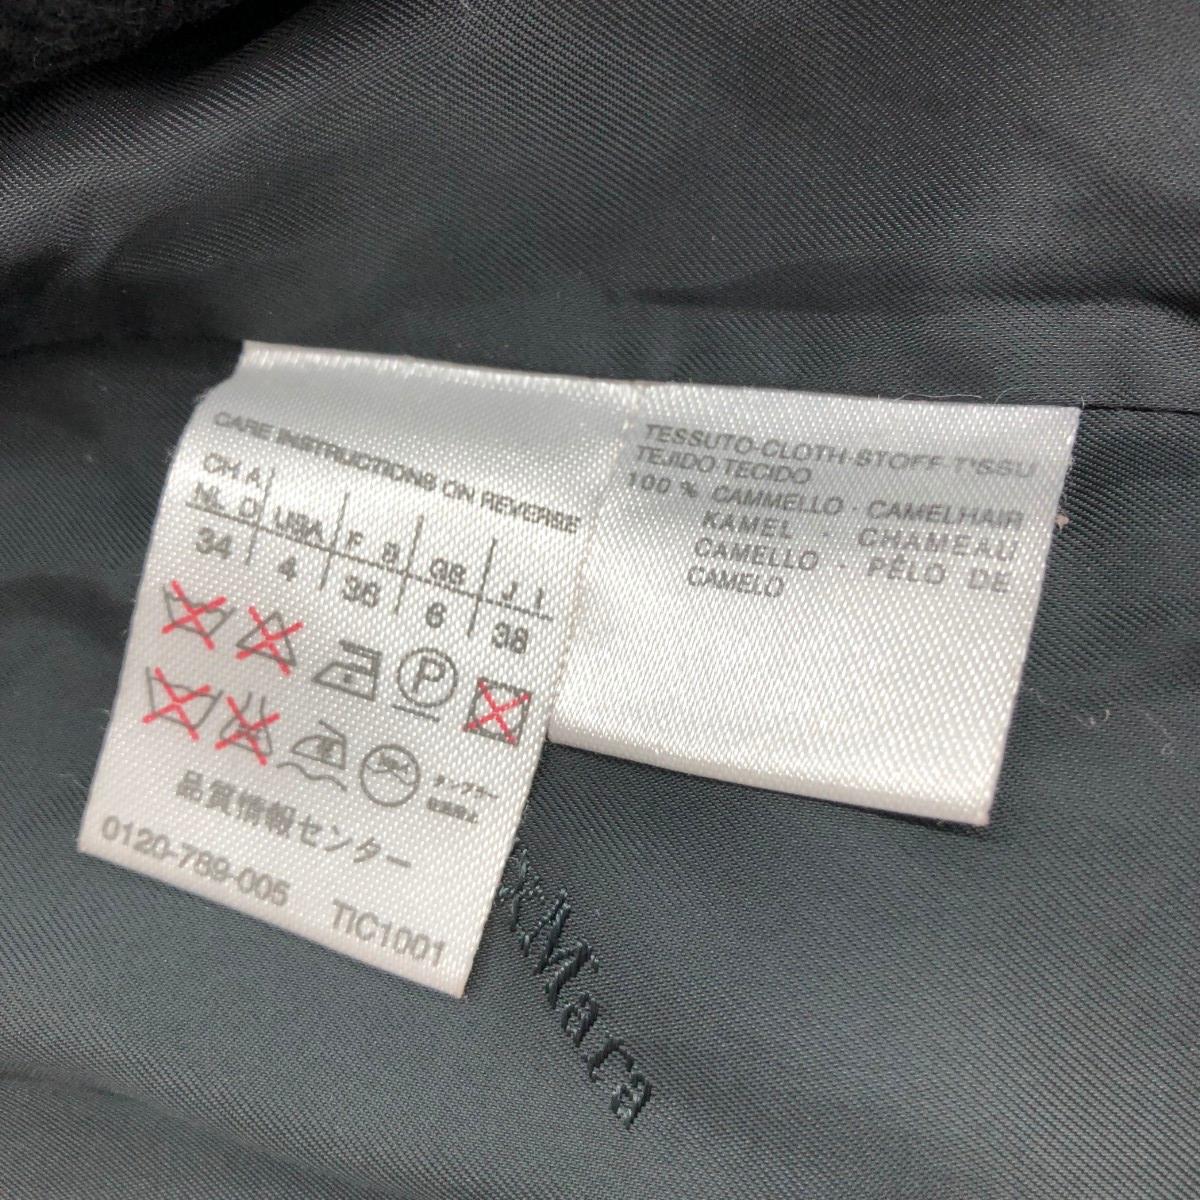 CARE INSTRUCTIONS ON REVERSE
CH A
NL D USA F B GB J I
34 4 36 6 38
P
品質情報センター
0120-789-005 TIC1001
TESSUTO-CLOTH-STOFF-TISSU
TEJIDO TECIDO
100 % CAMMELLO - CAMELHAIR
KAMEL - CHAMEAU
CAMELLO - PÊLO DE
CAMELO
xMara